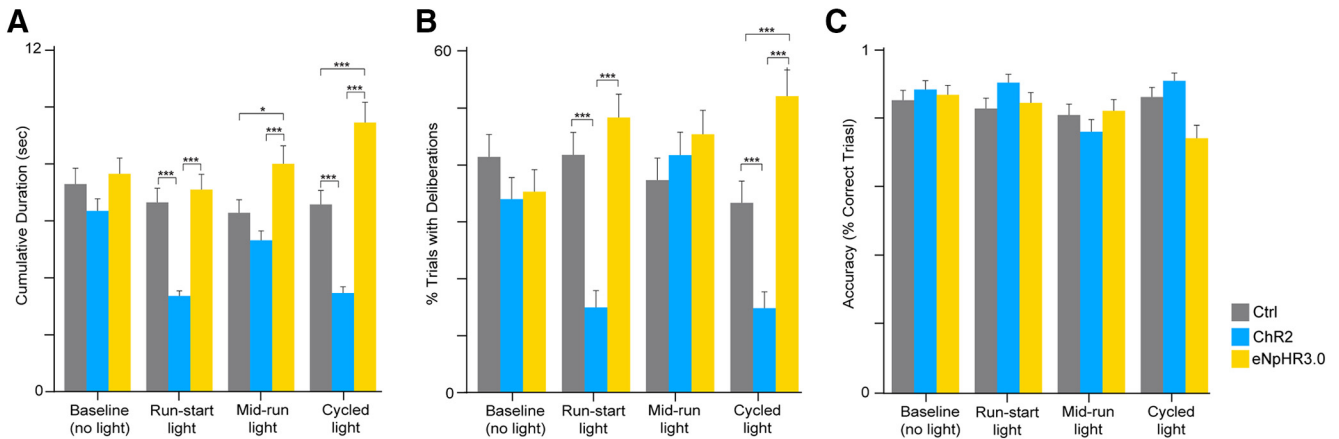 A
B
C
12
Cumulative Duration (sec)
0
***
***
*
***
***
***
***
Baseline
(no light)
Run-start
light
Mid-run
light
Cycled
light
60
% Trials with Deliberations
0
***
***
***
***
***
Baseline
(no light)
Run-start
light
Mid-run
light
Cycled
light
1
Accuracy (% Correct Triasl)
0
Baseline
(no light)
Run-start
light
Mid-run
light
Cycled
light
Ctrl
ChR2
eNpHR3.0